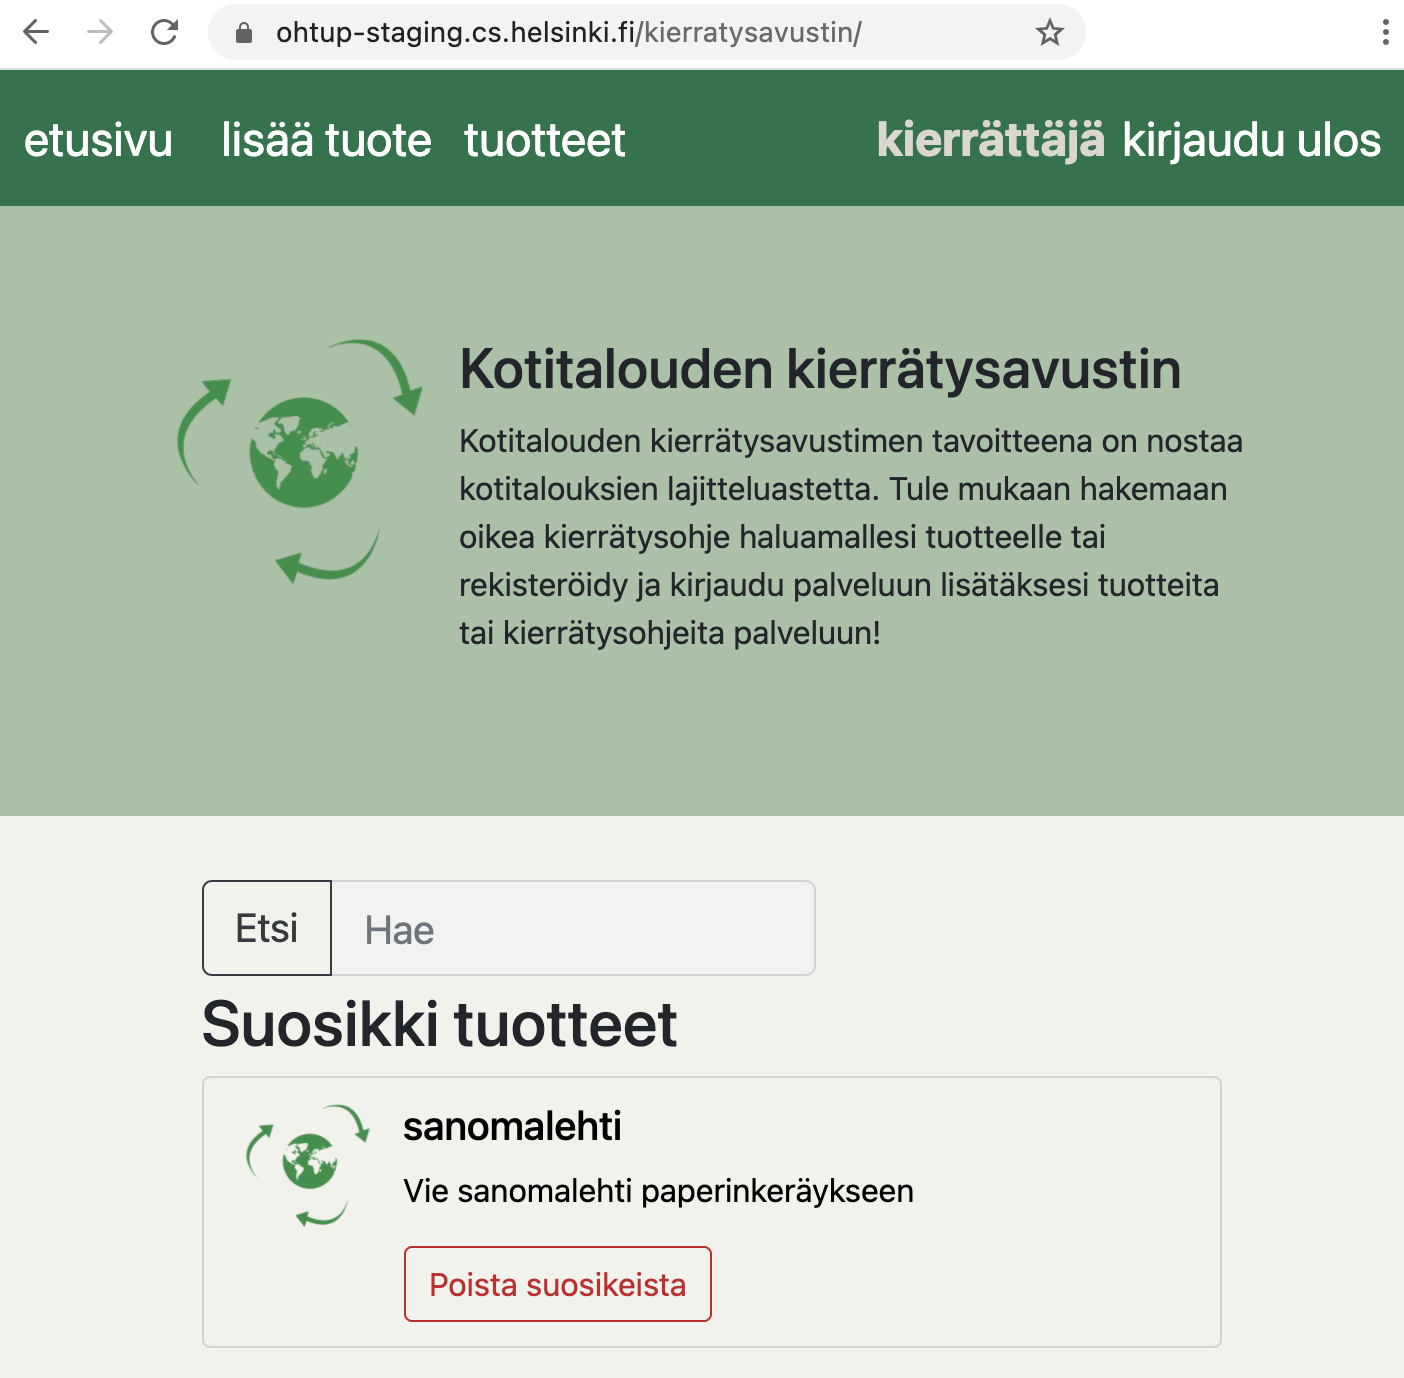 ohtup-staging.cs.helsinki.fi/kierratysavustin/
etusivu lisää tuote tuotteet kierrättäjä kirjaudu ulos
Kotitalouden kierrätysavustin
Kotitalouden kierrätysavustimen tavoitteena on nostaa
kotitalouksien lajitteluastetta. Tule mukaan hakemaan
oikea kierrätysohje haluamallesi tuotteelle tai
rekisteröidy ja kirjaudu palveluun lisätäksesi tuotteita
tai kierrätysohjeita palveluun!
Etsi Hae
Suosikki tuotteet
sanomalehti
Vie sanomalehti paperinkeräykseen
Poista suosikeista